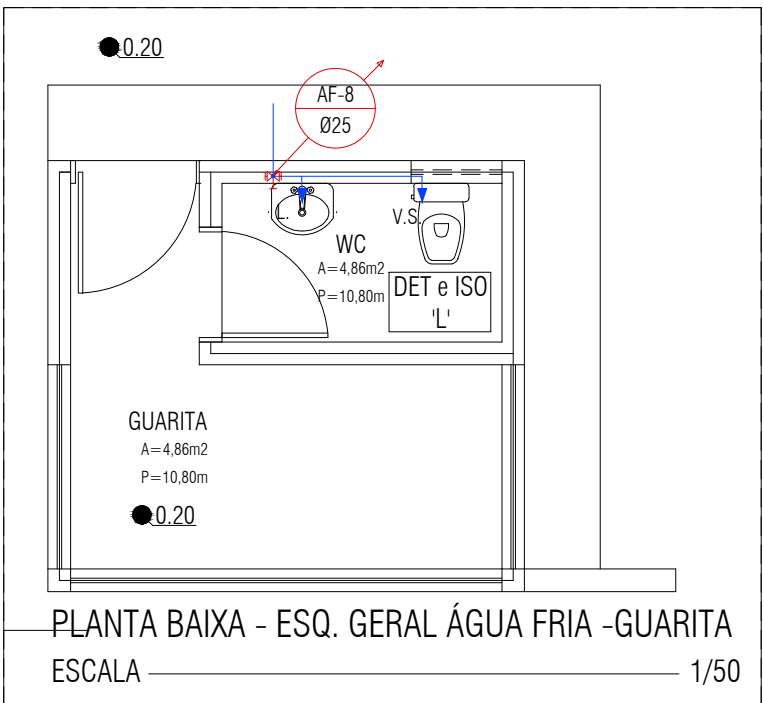 0.20
AF-8
Ø25
L.
V.S.
WC
A=4,86m2
P=10,80m
DET e ISO
'L'
GUARITA
A=4,86m2
P=10,80m
0.20
PLANTA BAIXA - ESQ. GERAL ÁGUA FRIA -GUARITA
ESCALA 1/50